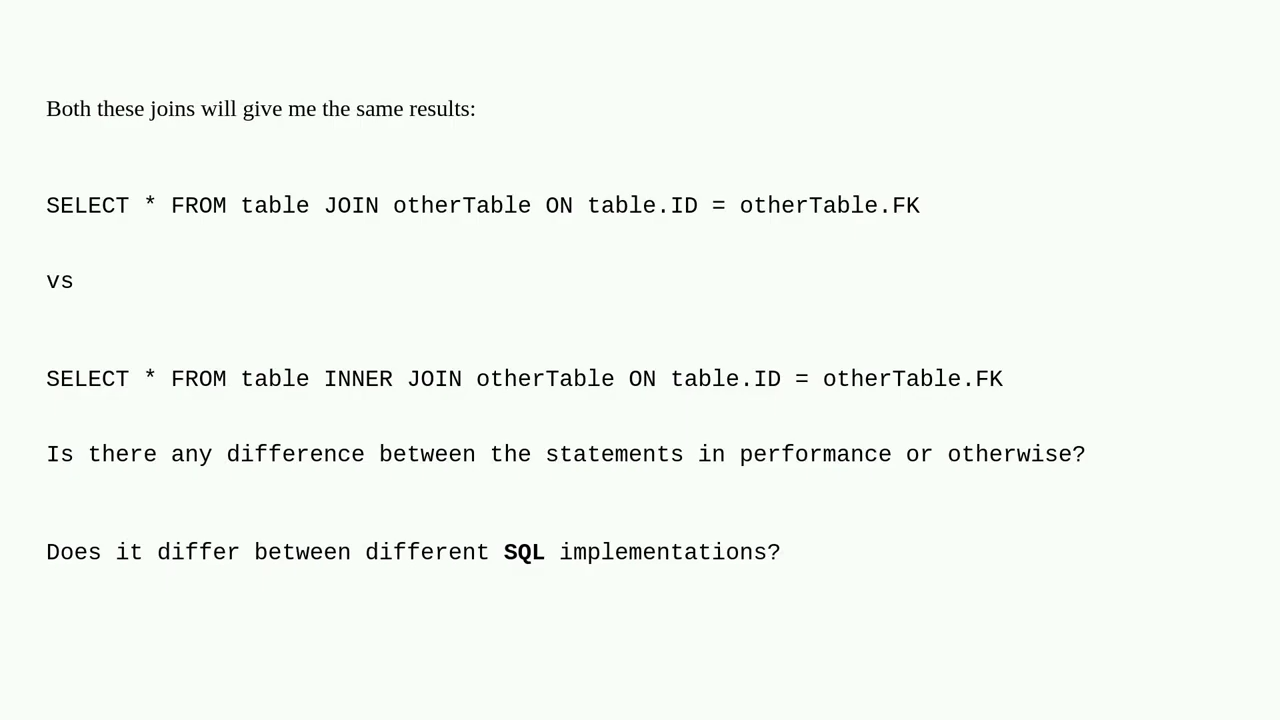 Both these joins will give me the same results:
SELECT * FROM table JOIN otherTable ON table.ID = otherTable.FK
vs
SELECT * FROM table INNER JOIN otherTable ON table.ID = otherTable.FK
Is there any difference between the statements in performance or otherwise?
Does it differ between different SQL implementations?